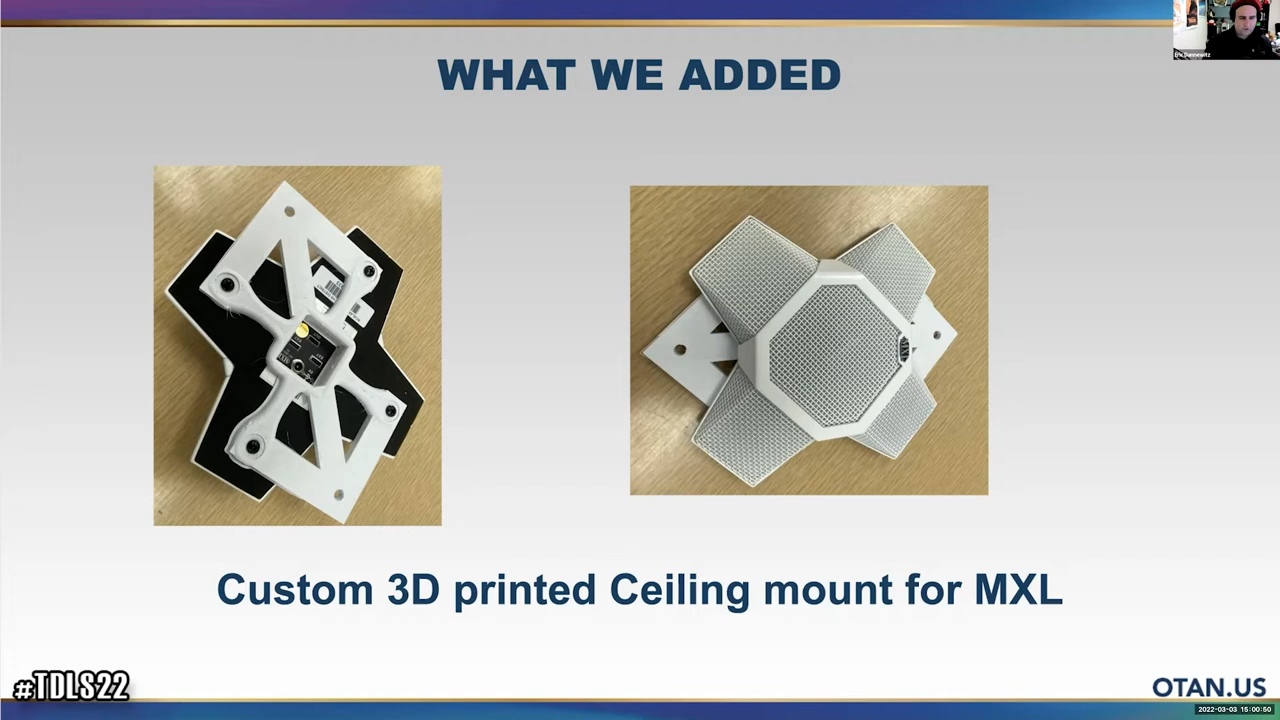 WHAT WE ADDED
Custom 3D printed Ceiling mount for MXL
#TDLS22
OTAN.US
2022-03-03 15:00:50